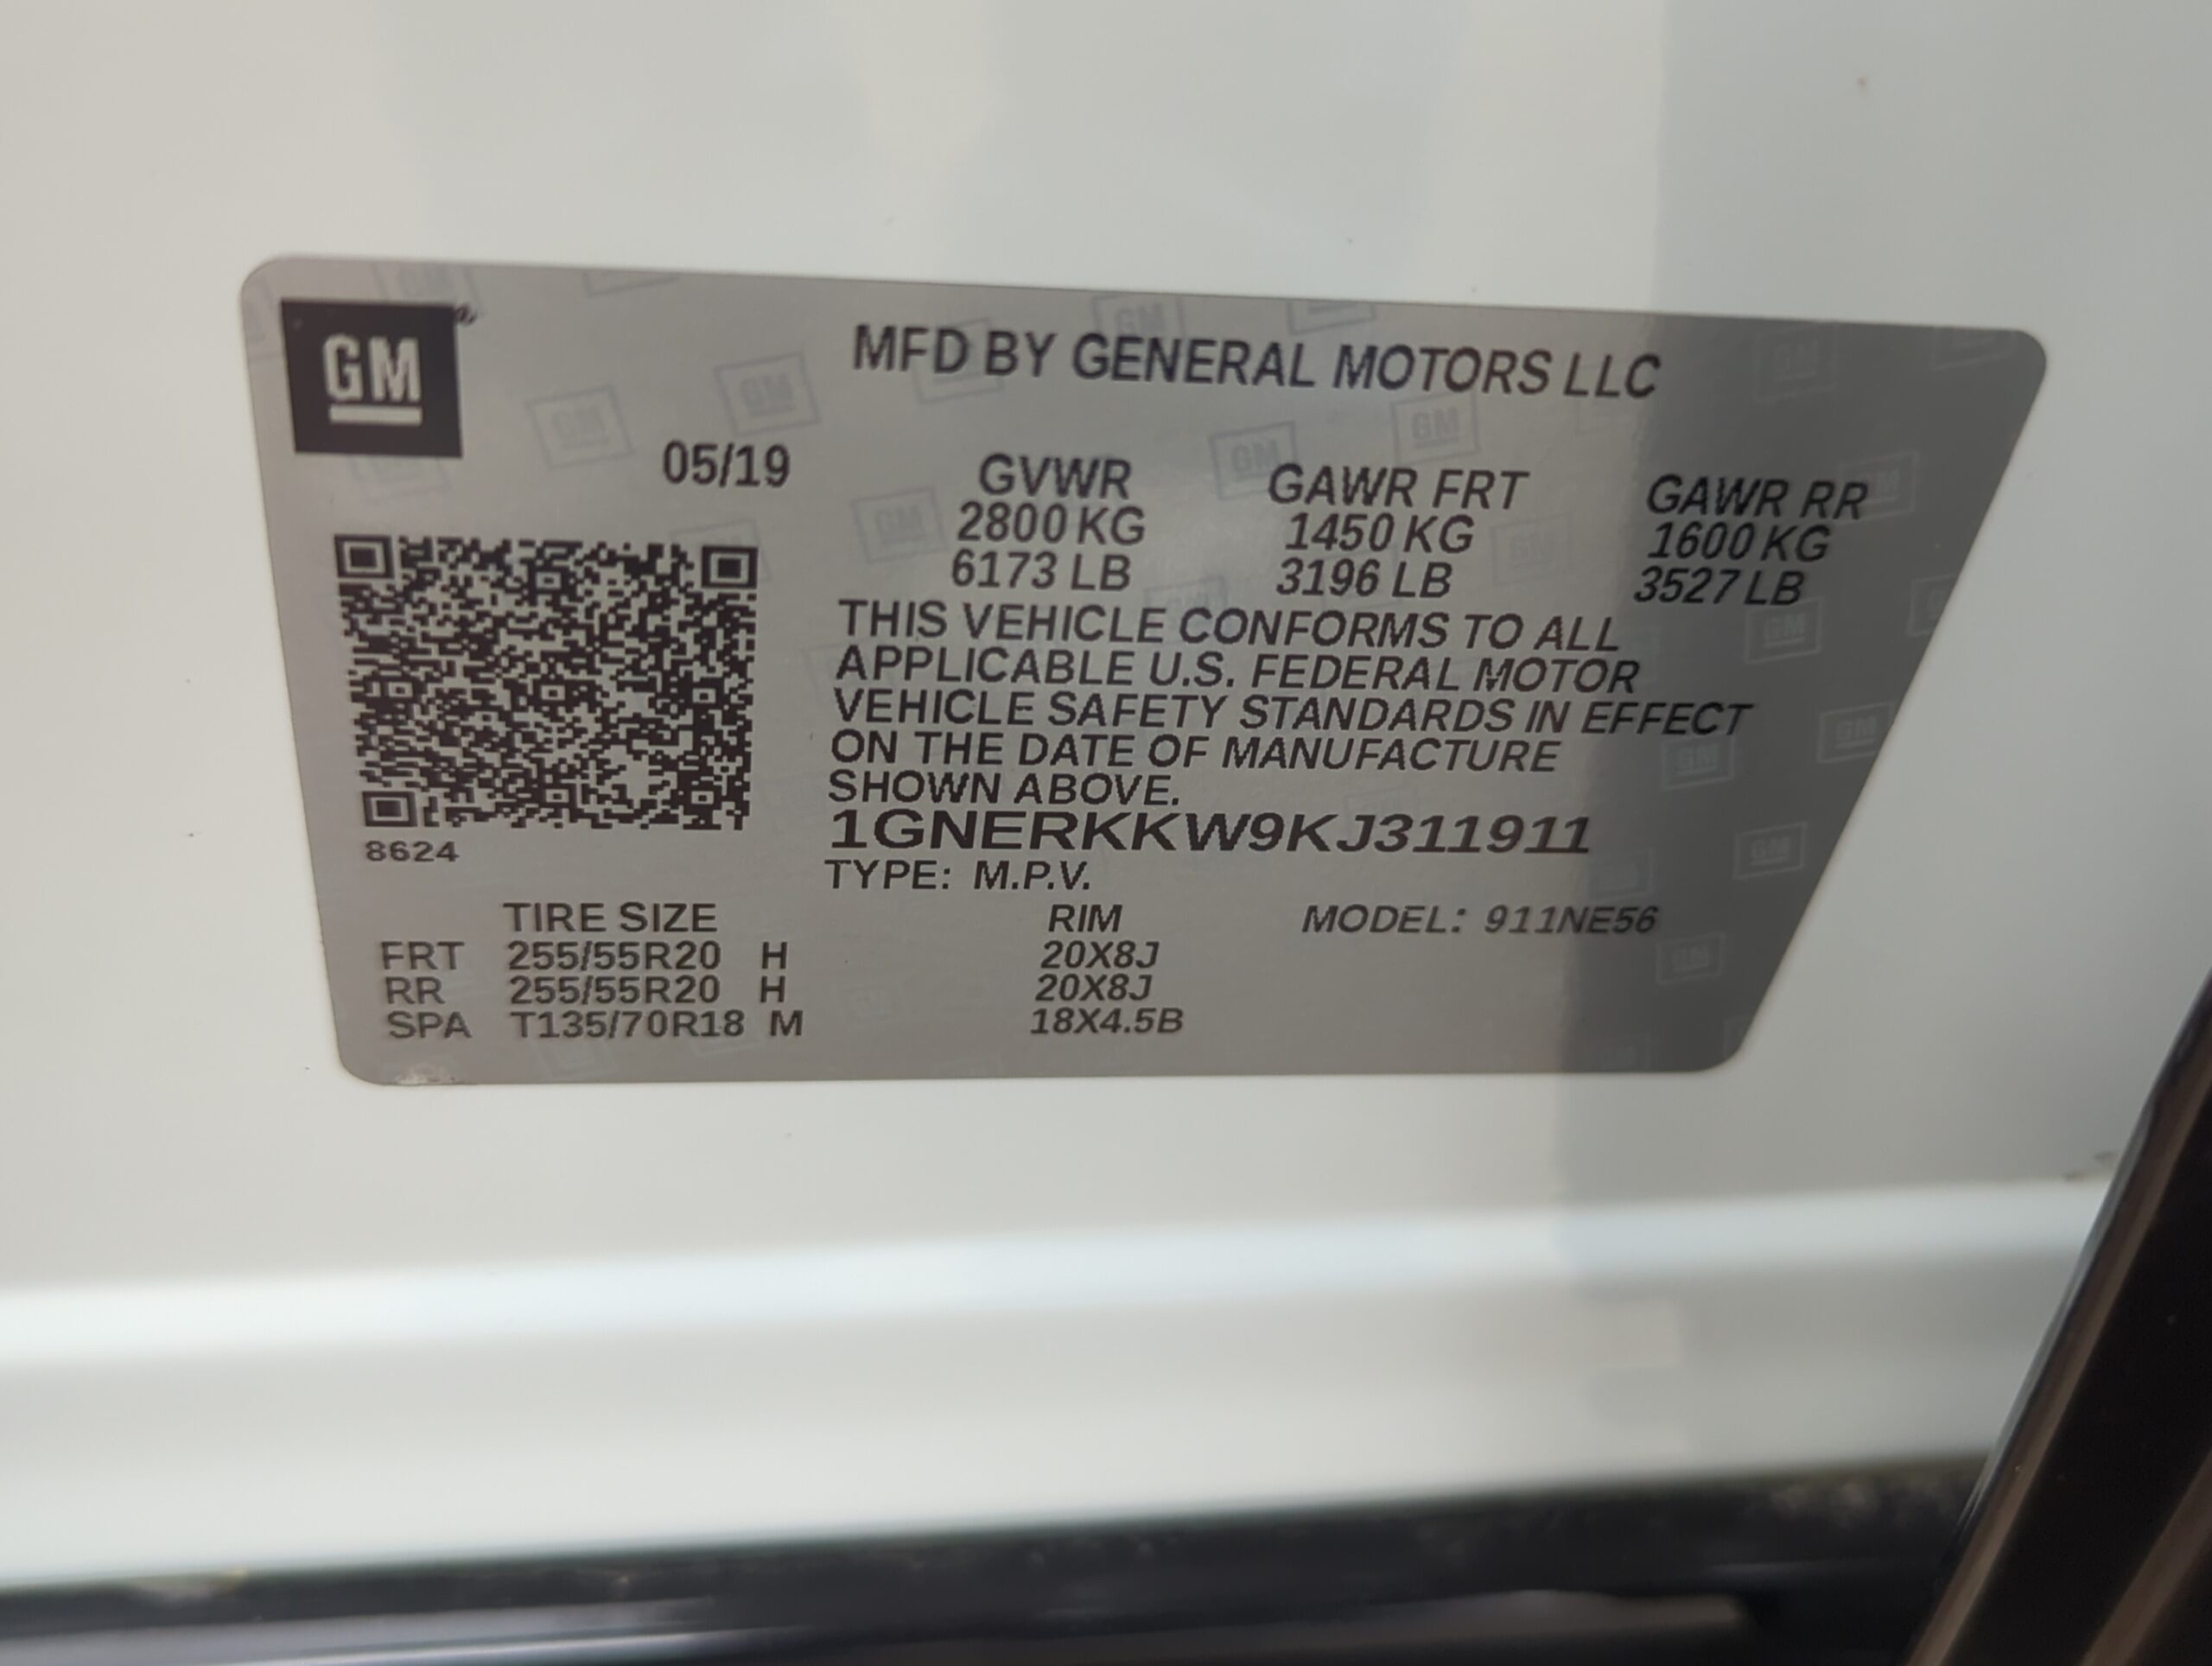 GM
MFD BY GENERAL MOTORS LLC
05/19
GVWR GAWR FRT GAWR RR
2800 KG 1450 KG 1600 KG
6173 LB 3196 LB 3527 LB
THIS VEHICLE CONFORMS TO ALL
APPLICABLE U.S. FEDERAL MOTOR
VEHICLE SAFETY STANDARDS IN EFFECT
ON THE DATE OF MANUFACTURE
SHOWN ABOVE.
1GNERKKW9KJ311911
8624
TYPE: M.P.V.
TIRE SIZE RIM MODEL: 911NE56
FRT 255/55R20 H 20X8J
RR 255/55R20 H 20X8J
SPA T135/70R18 M 18X4.5B